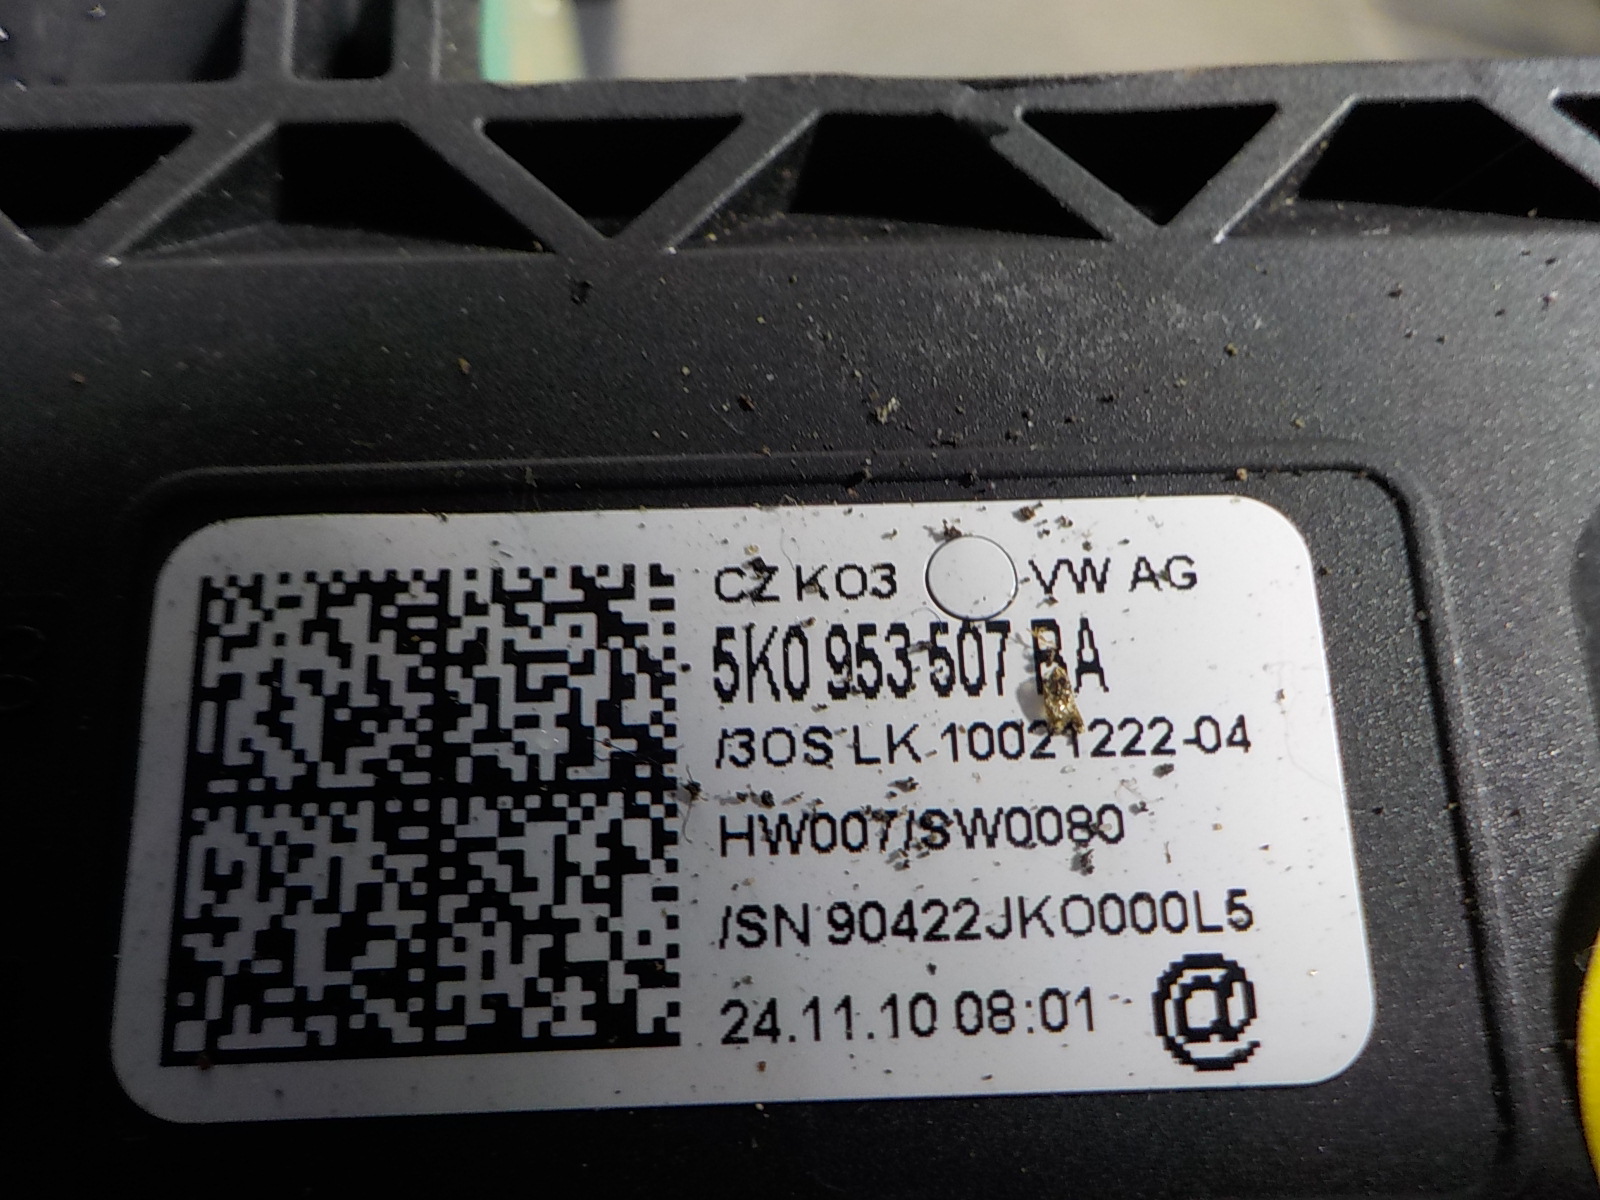 CZ K03 VW AG
5K0 953 507 BA
/3OS LK 10021222-04
HW007/SW0080
/SN 90422JKO000L5
24.11.10 08:01 @